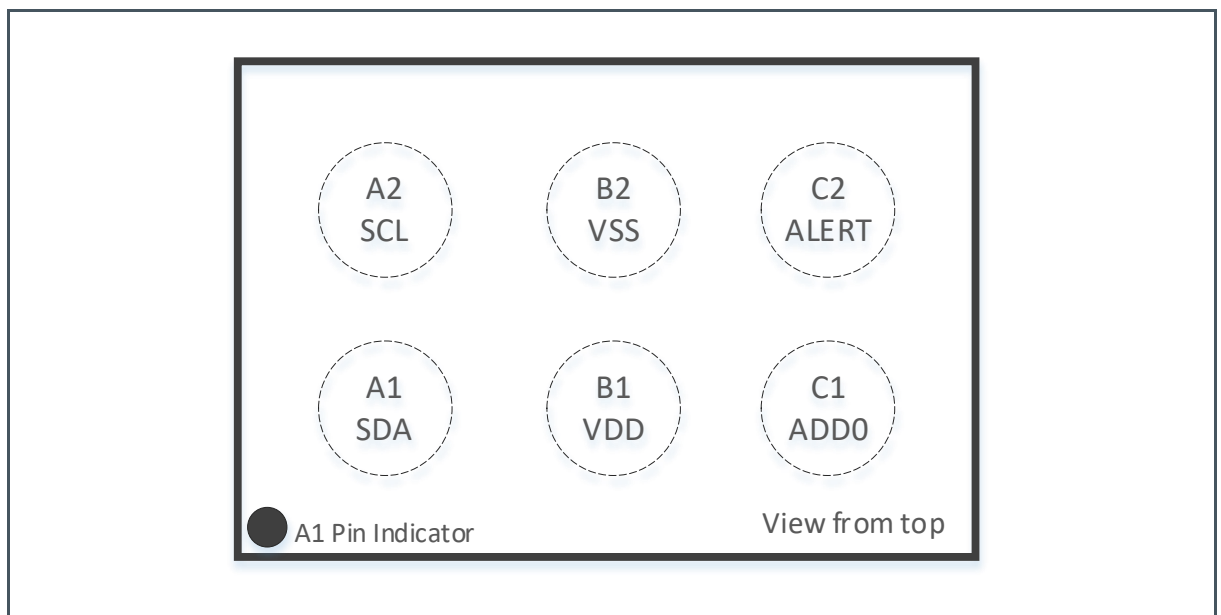 A2
SCL
B2
VSS
C2
ALERT
A1
SDA
B1
VDD
C1
ADD0
A1 Pin Indicator
View from top